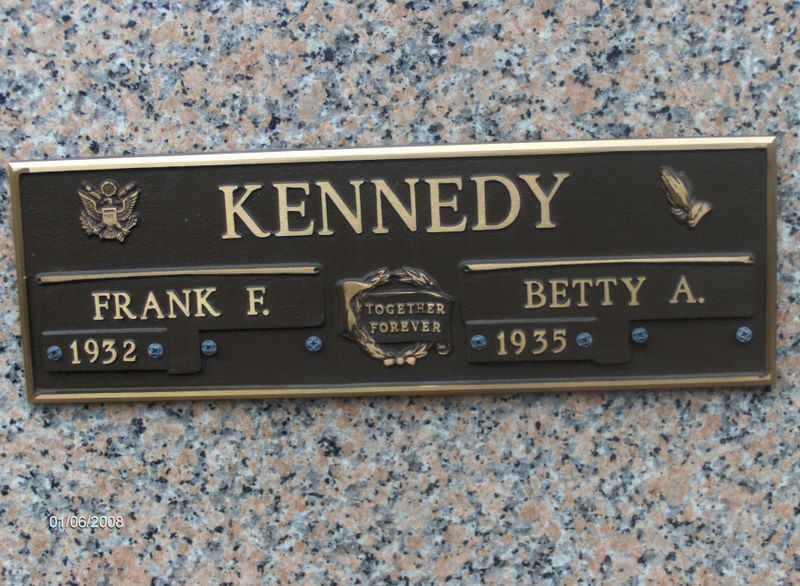 KENNEDY
FRANK F.
1932
TOGETHER
FOREVER
BETTY A.
1935
01/06/2008